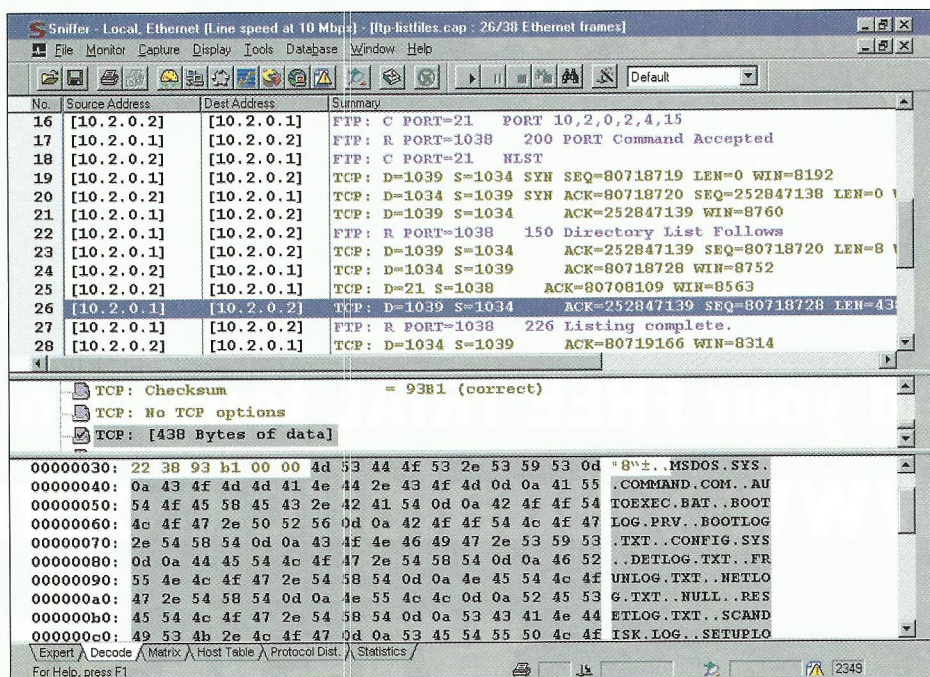 Sniffer - Local, Ethernet (Line speed at 10 Mbps) - [ftp-listfiles.cap : 26/38 Ethernet frames]
File Monitor Capture Display Tools Database Window Help
Default
No. Source Address Dest Address Summary
16 [10.2.0.2] [10.2.0.1] FTP: C PORT=21 PORT 10,2,0,2,4,15
17 [10.2.0.1] [10.2.0.2] FTP: R PORT=1038 200 PORT Command Accepted
18 [10.2.0.2] [10.2.0.1] FTP: C PORT=21 NLST
19 [10.2.0.1] [10.2.0.2] TCP: D=1039 S=1034 SYN SEQ=80718719 LEN=0 WIN=8192
20 [10.2.0.2] [10.2.0.1] TCP: D=1034 S=1039 SYN ACK=80718720 SEQ=252847138 LEN=0 W
21 [10.2.0.1] [10.2.0.2] TCP: D=1039 S=1034 ACK=252847139 WIN=8760
22 [10.2.0.1] [10.2.0.2] FTP: R PORT=1038 150 Directory List Follows
23 [10.2.0.1] [10.2.0.2] TCP: D=1039 S=1034 ACK=252847139 SEQ=80718720 LEN=8 W
24 [10.2.0.2] [10.2.0.1] TCP: D=1034 S=1039 ACK=80718728 WIN=8752
25 [10.2.0.2] [10.2.0.1] TCP: D=21 S=1038 ACK=80708109 WIN=8563
26 [10.2.0.1] [10.2.0.2] TCP: D=1039 S=1034 ACK=252847139 SEQ=80718728 LEN=438
27 [10.2.0.1] [10.2.0.2] FTP: R PORT=1038 226 Listing complete.
28 [10.2.0.2] [10.2.0.1] TCP: D=1034 S=1039 ACK=80719166 WIN=8314
TCP: Checksum = 93B1 (correct)
TCP: No TCP options
TCP: [438 Bytes of data]
00000030: 22 38 93 b1 00 00 4d 53 44 4f 53 2e 53 59 53 0d "8"±..MSDOS.SYS.
00000040: 0a 43 4f 4d 4d 41 4e 44 2e 43 4f 4d 0d 0a 41 55 .COMMAND.COM..AU
00000050: 54 4f 45 58 45 43 2e 42 41 54 0d 0a 42 4f 4f 54 TOEXEC.BAT..BOOT
00000060: 4c 4f 47 2e 50 52 56 0d 0a 42 4f 4f 54 4c 4f 47 LOG.PRV..BOOTLOG
00000070: 2e 54 58 54 0d 0a 43 4f 4e 46 49 47 2e 53 59 53 .TXT..CONFIG.SYS
00000080: 0d 0a 44 45 54 4c 4f 47 2e 54 58 54 0d 0a 46 52 ..DETLOG.TXT..FR
00000090: 55 4e 4c 4f 47 2e 54 58 54 0d 0a 4e 45 54 4c 4f UNLOG.TXT..NETLO
000000a0: 47 2e 54 58 54 0d 0a 4e 55 4c 4c 0d 0a 52 45 53 G.TXT..NULL..RES
000000b0: 45 54 4c 4f 47 2e 54 58 54 0d 0a 53 43 41 4e 44 ETLOG.TXT..SCAND
000000c0: 49 53 4b 2e 4c 4f 47 0d 0a 53 45 54 55 50 4c 4f ISK.LOG..SETUPLO
Expert Decode Matrix Host Table Protocol Dist. Statistics
For Help, press F1
2349